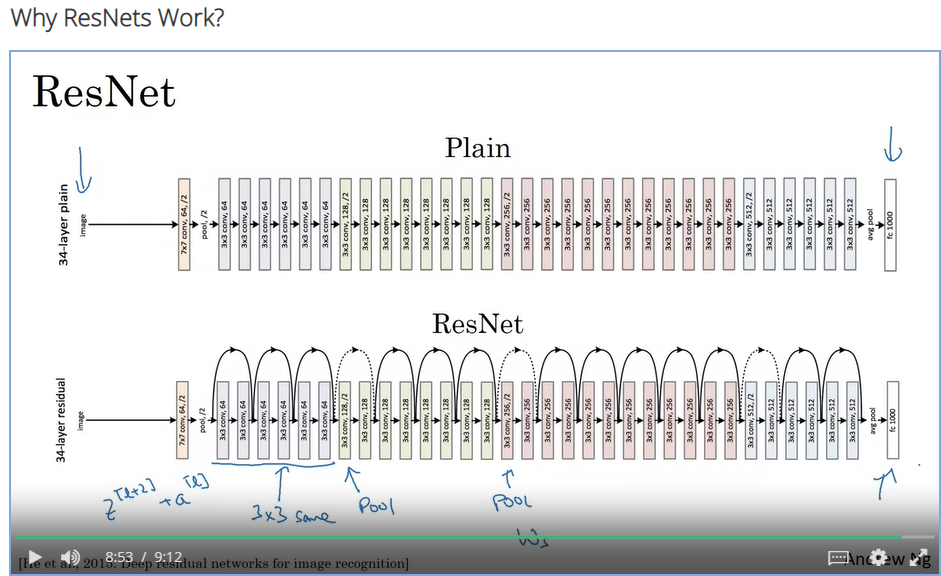 Why ResNets Work?
ResNet
Plain
34-layer plain
image
7x7 conv, 64, /2
pool, /2
3x3 conv, 64
3x3 conv, 64
3x3 conv, 64
3x3 conv, 64
3x3 conv, 64
3x3 conv, 64
3x3 conv, 128, /2
3x3 conv, 128
3x3 conv, 128
3x3 conv, 128
3x3 conv, 128
3x3 conv, 128
3x3 conv, 128
3x3 conv, 128
3x3 conv, 256, /2
3x3 conv, 256
3x3 conv, 256
3x3 conv, 256
3x3 conv, 256
3x3 conv, 256
3x3 conv, 256
3x3 conv, 256
3x3 conv, 256
3x3 conv, 256
3x3 conv, 256
3x3 conv, 256
3x3 conv, 512, /2
3x3 conv, 512
3x3 conv, 512
3x3 conv, 512
3x3 conv, 512
3x3 conv, 512
avg pool
fc 1000
ResNet
34-layer residual
image
7x7 conv, 64, /2
pool, /2
3x3 conv, 64
3x3 conv, 64
3x3 conv, 64
3x3 conv, 64
3x3 conv, 64
3x3 conv, 64
3x3 conv, 128, /2
3x3 conv, 128
3x3 conv, 128
3x3 conv, 128
3x3 conv, 128
3x3 conv, 128
3x3 conv, 128
3x3 conv, 128
3x3 conv, 256, /2
3x3 conv, 256
3x3 conv, 256
3x3 conv, 256
3x3 conv, 256
3x3 conv, 256
3x3 conv, 256
3x3 conv, 256
3x3 conv, 256
3x3 conv, 256
3x3 conv, 256
3x3 conv, 256
3x3 conv, 512, /2
3x3 conv, 512
3x3 conv, 512
3x3 conv, 512
3x3 conv, 512
3x3 conv, 512
avg pool
fc 1000
z^[l+2] + a^[l]
3x3 same
Pool
Pool
Ws
8:53 / 9:12
[He et al., 2015. Deep residual networks for image recognition]
Andrew Ng